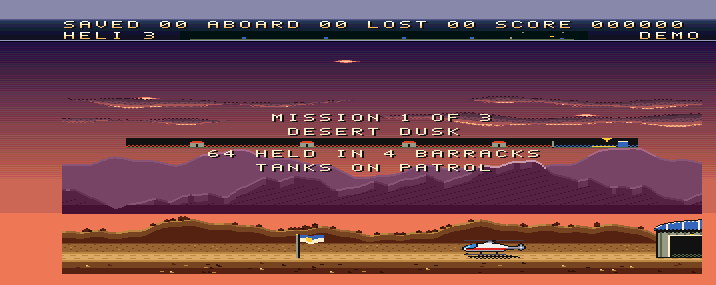 SAVED 00 ABOARD 00 LOST 00 SCORE 000000
HELI 3 DEMO
MISSION 1 OF 3
DESERT DUSK
64 HELD IN 4 BARRACKS
TANKS ON PATROL